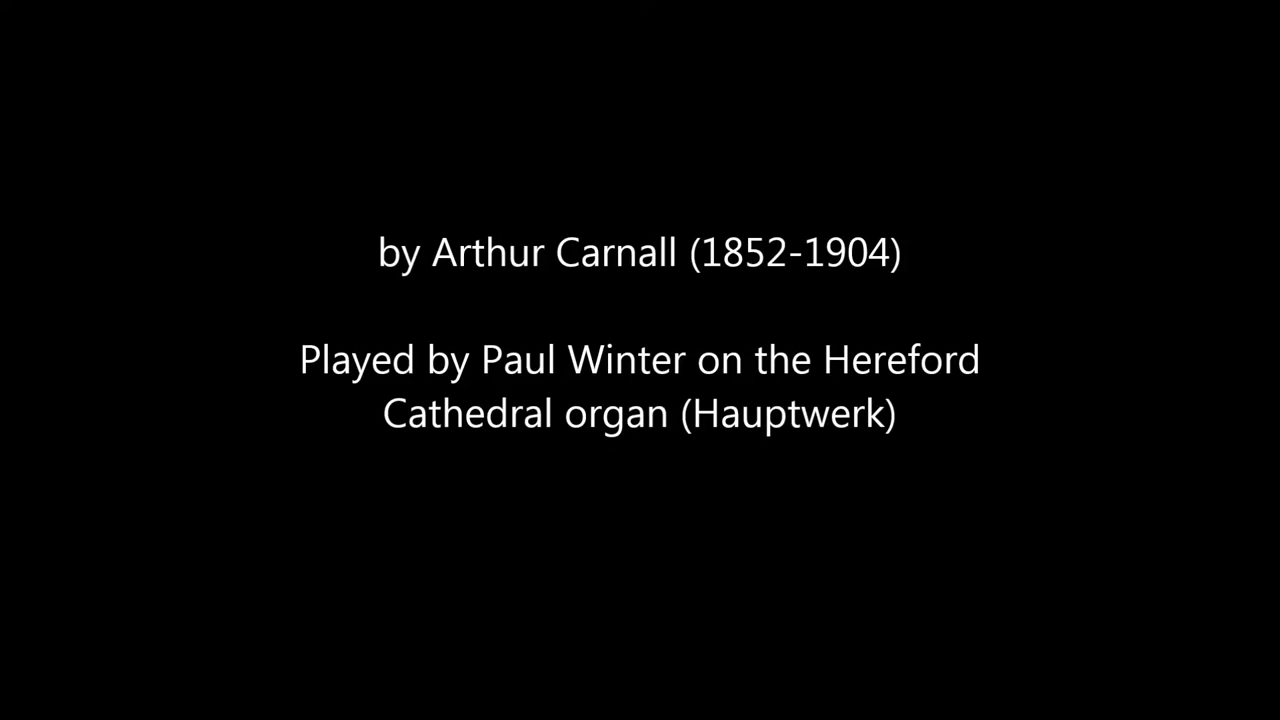 by Arthur Carnall (1852-1904)
Played by Paul Winter on the Hereford
Cathedral organ (Hauptwerk)